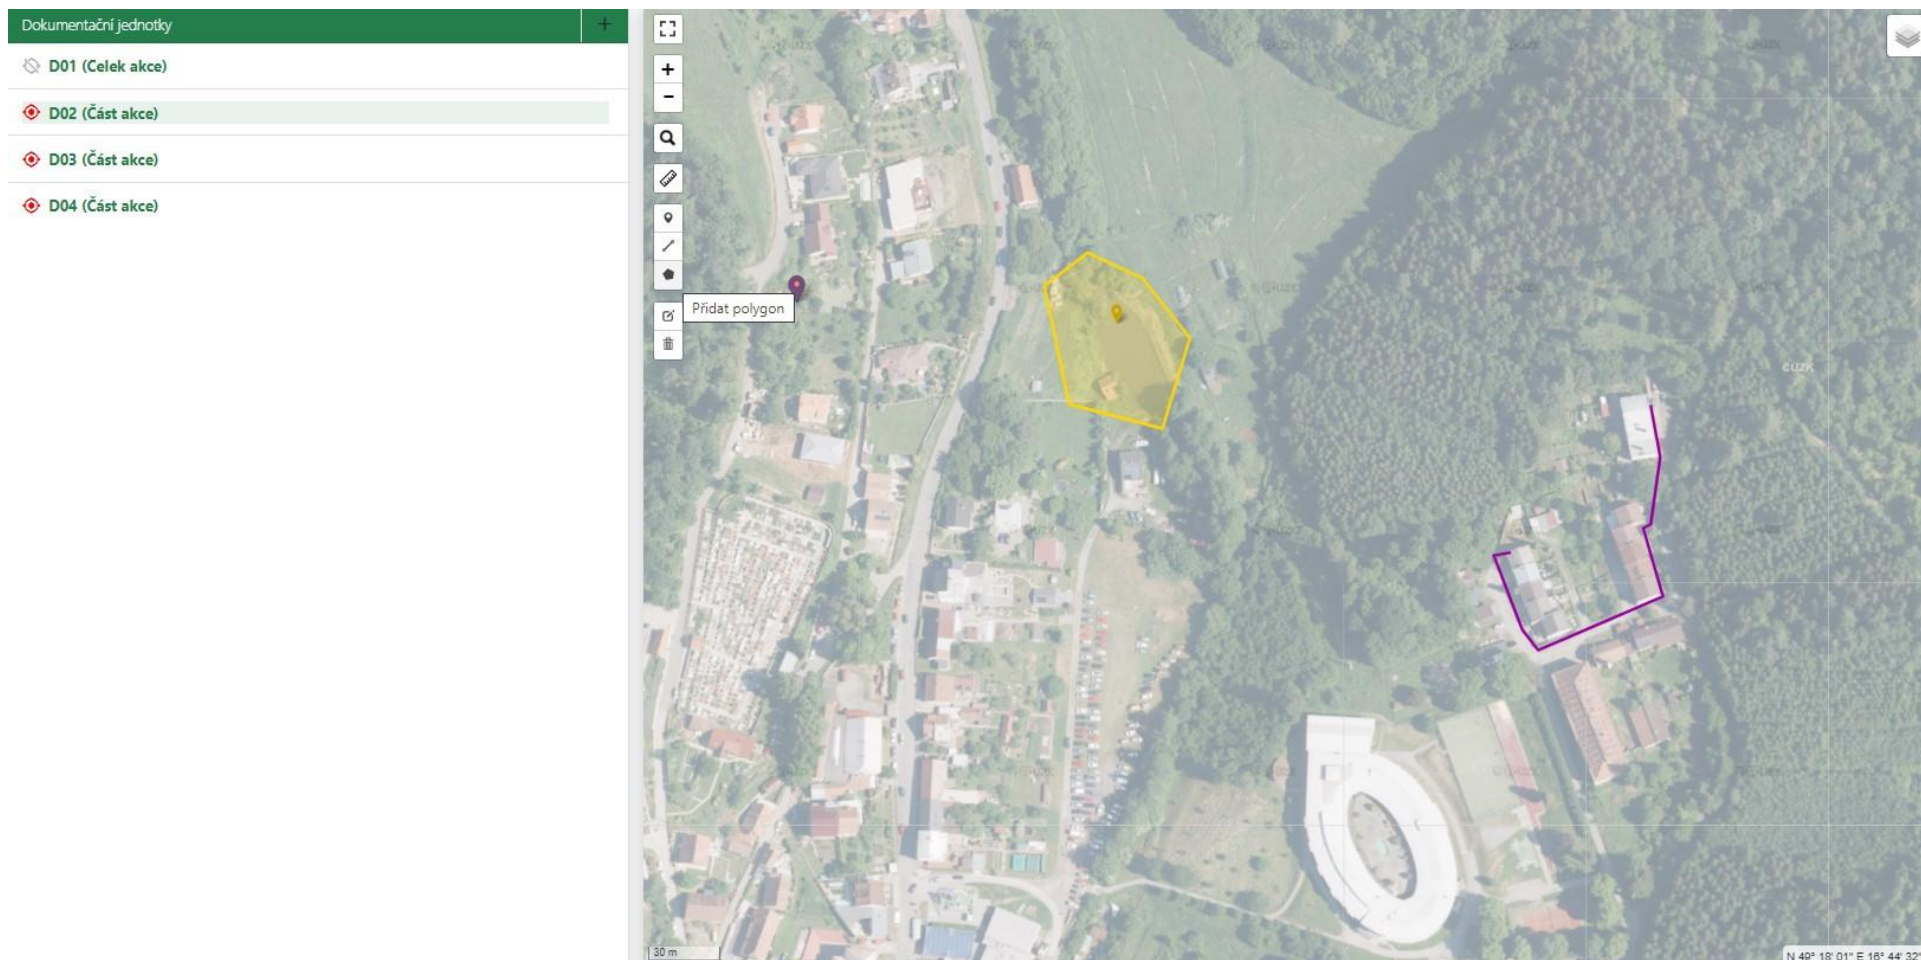 Dokumentační jednotky
D01 (Celek akce)
D02 (Část akce)
D03 (Část akce)
D04 (Část akce)
+
−
Přidat polygon
ČÚZK
30 m
N 49° 18' 01" E 16° 44' 32"